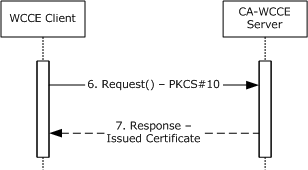 WCCE Client
CA-WCCE
Server
6. Request() – PKCS#10
7. Response –
Issued Certificate